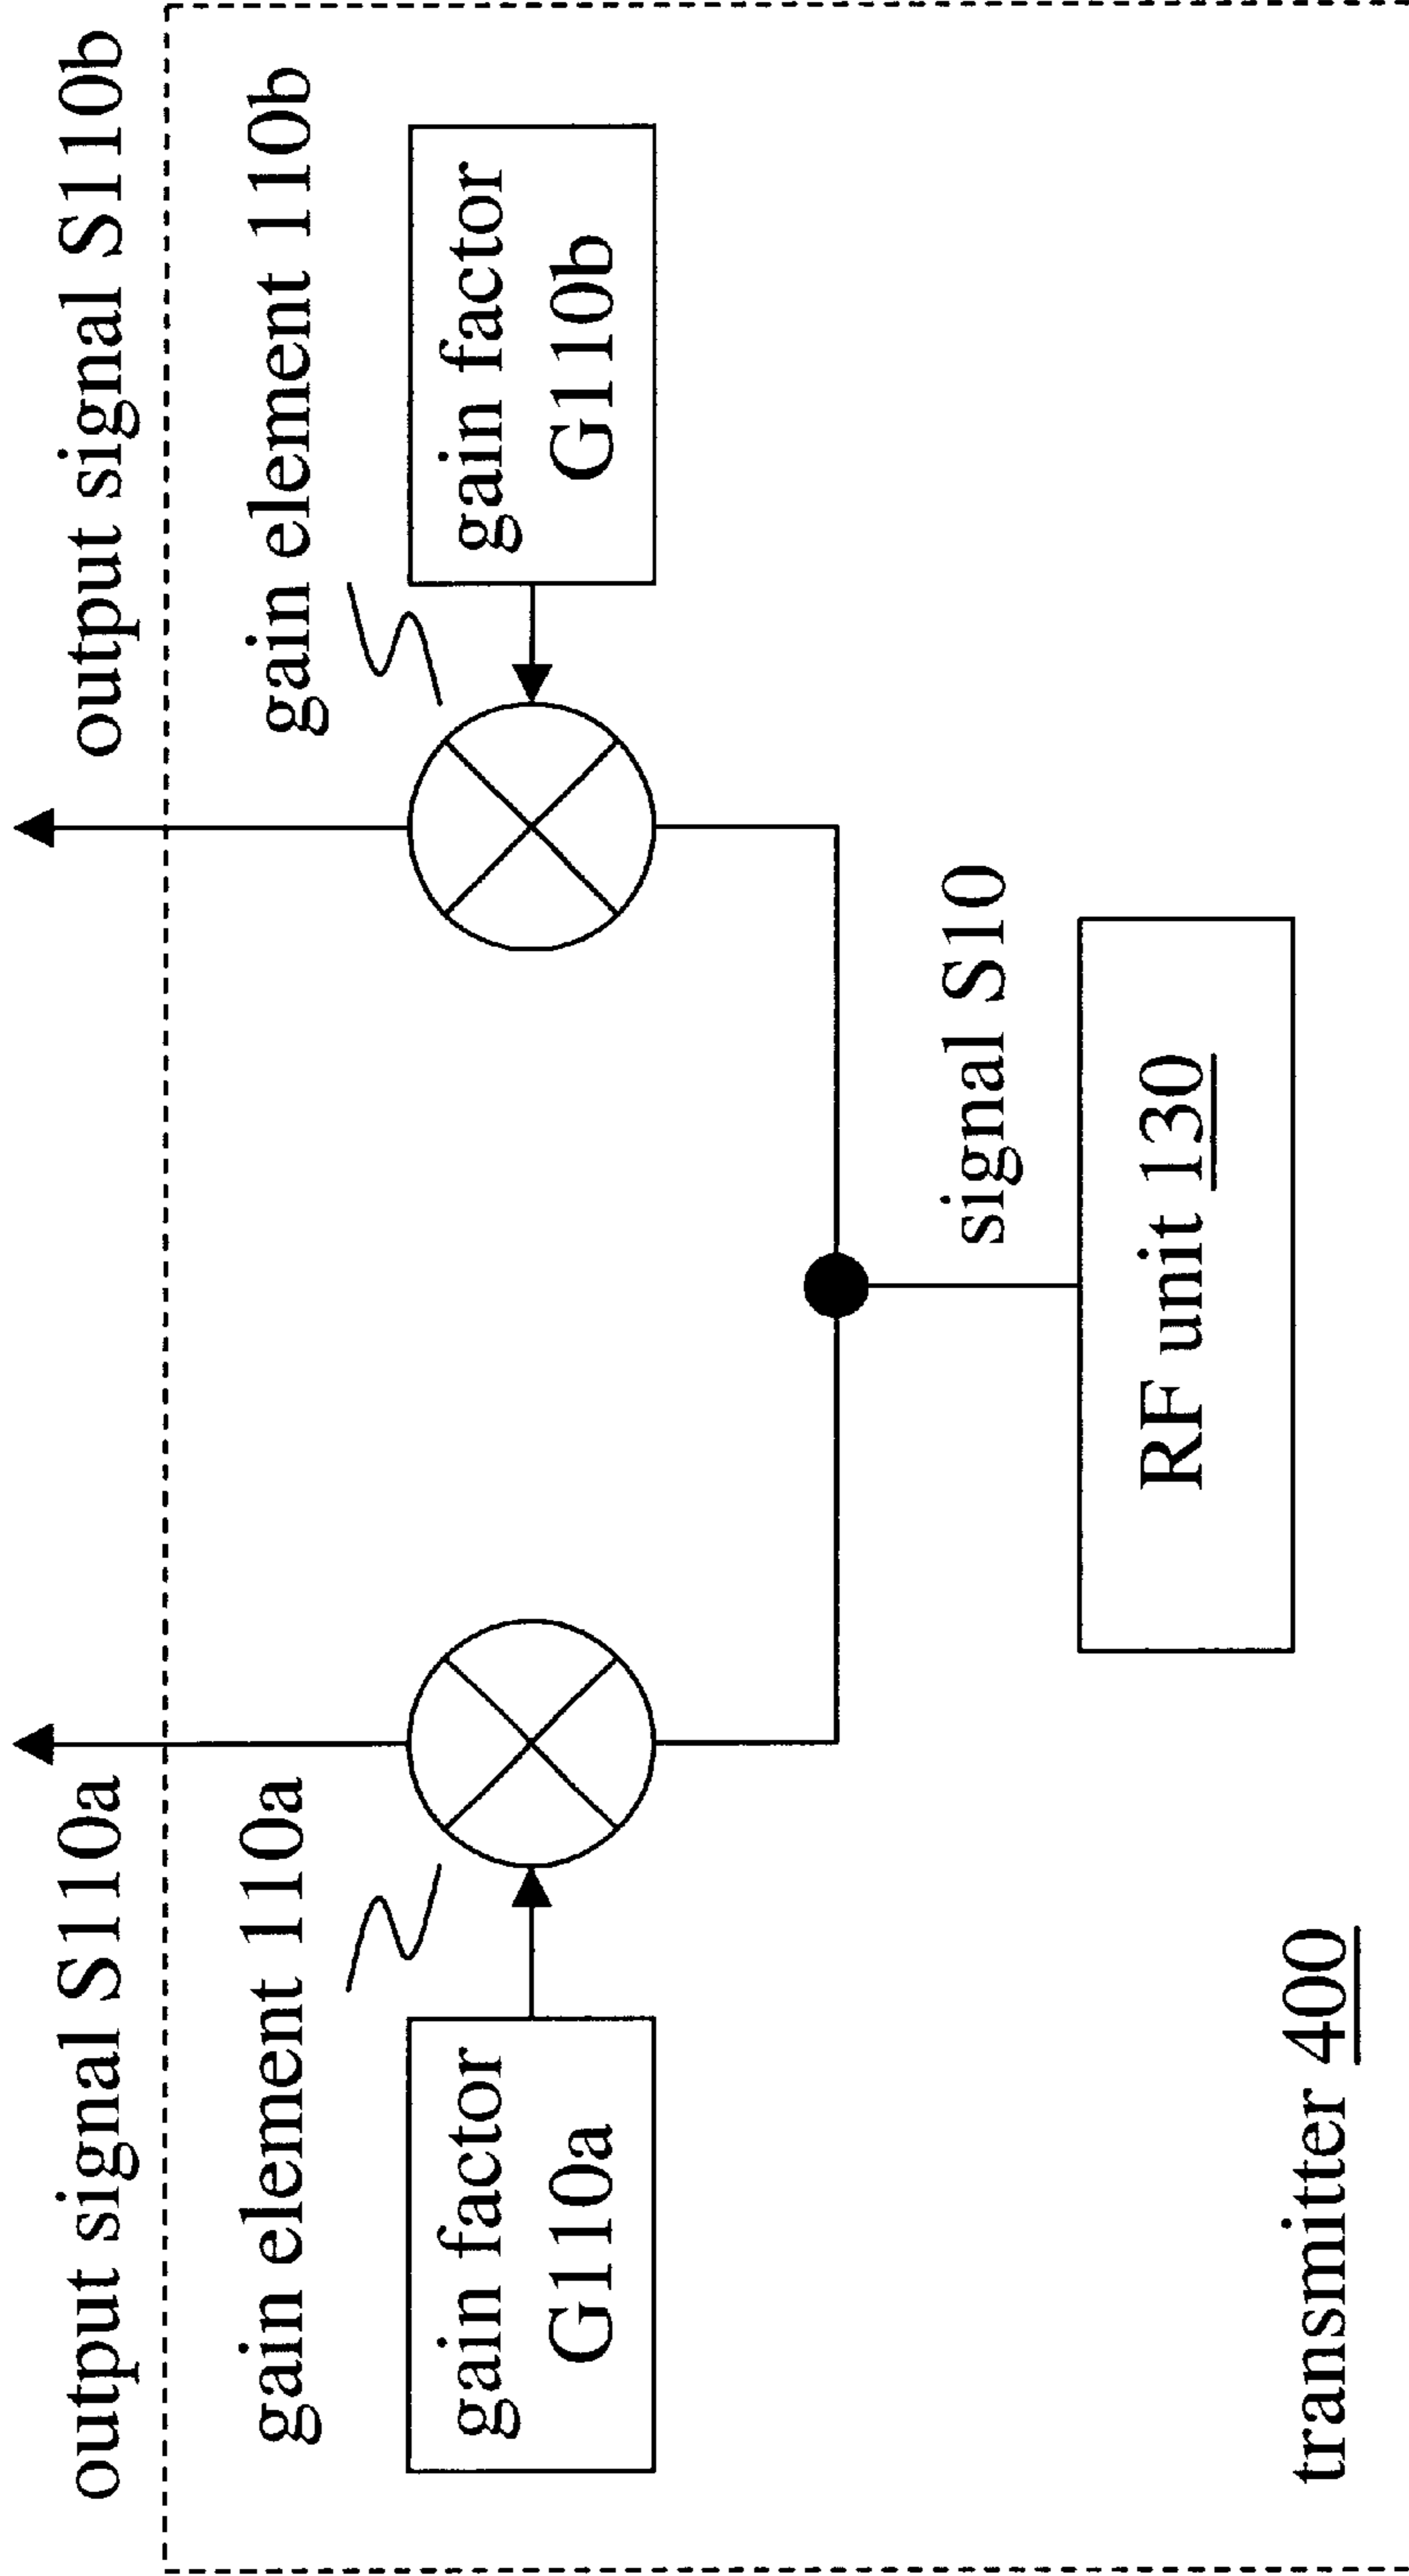 output signal S110a
output signal S110b
gain element 110a
gain element 110b
gain factor
G110a
gain factor
G110b
signal S10
RF unit 130
transmitter 400